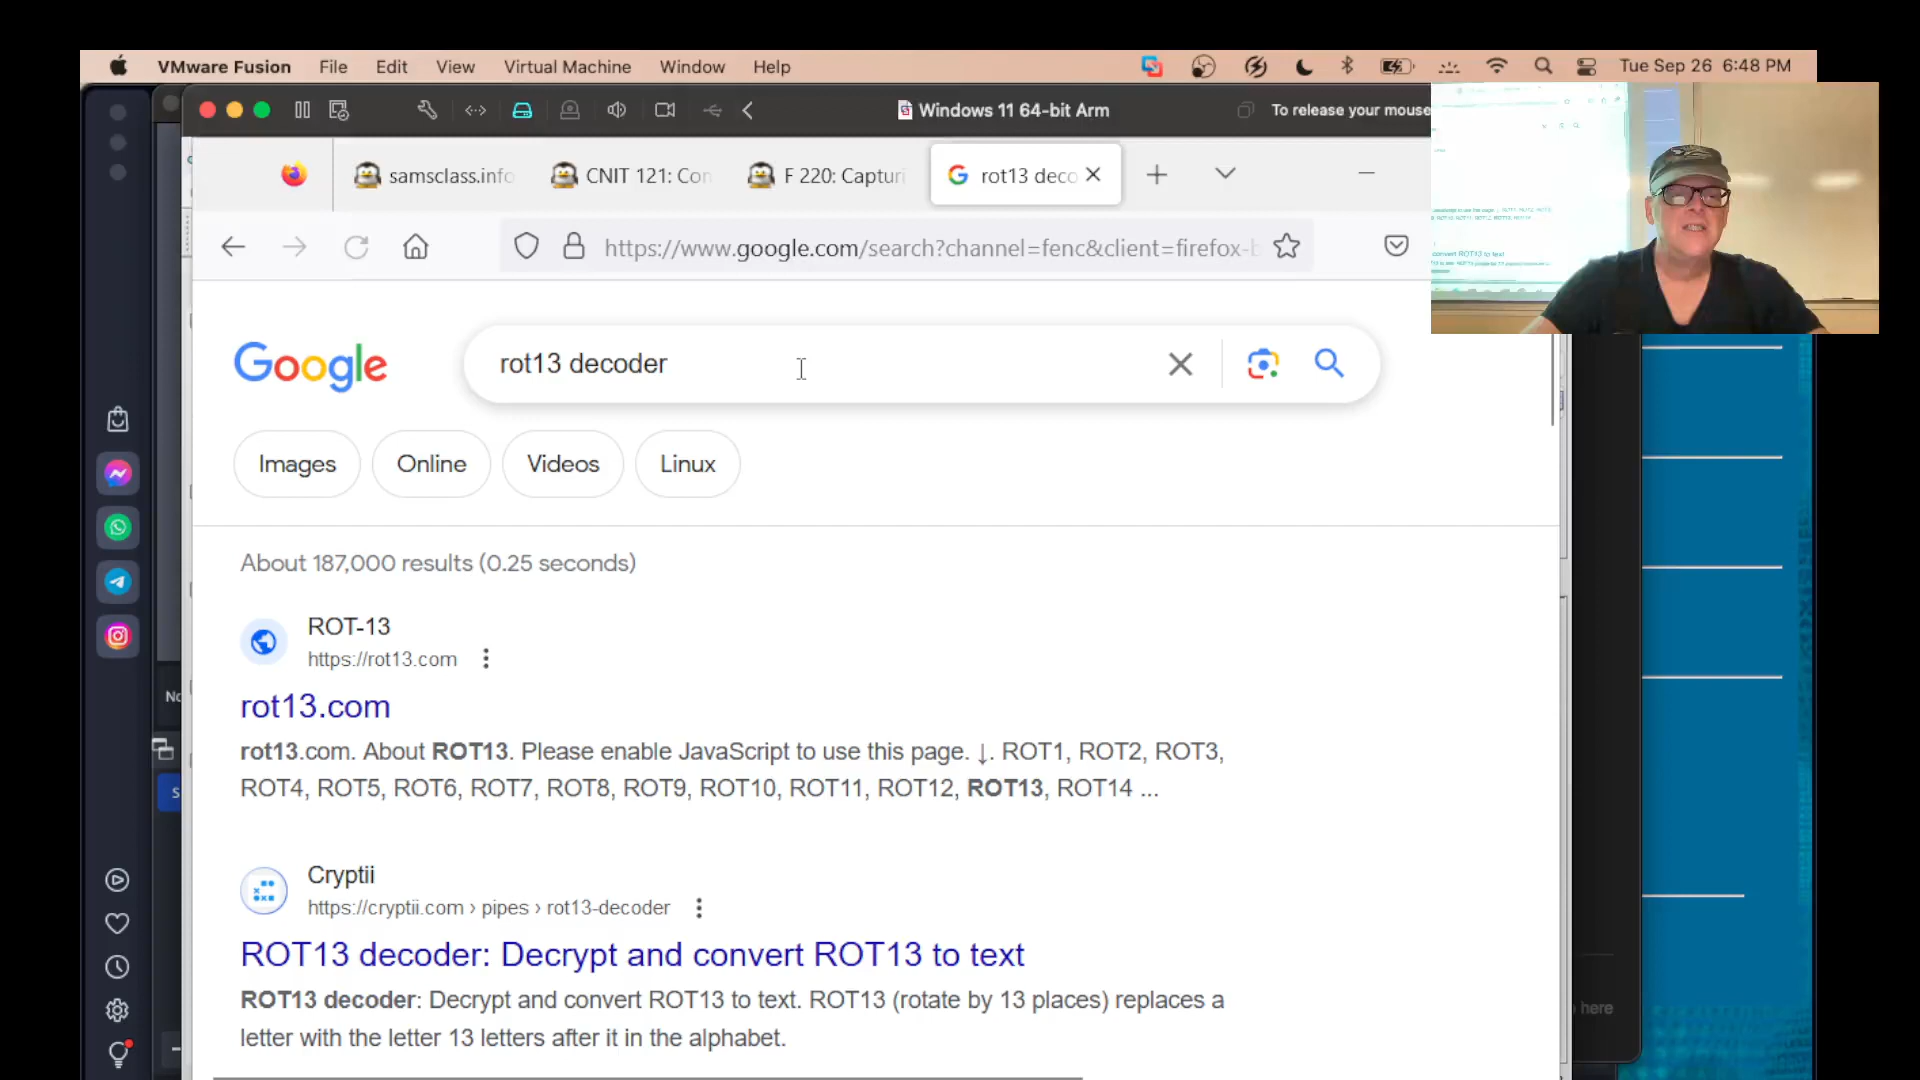 VMware Fusion File Edit View Virtual Machine Window Help Tue Sep 26 6:48 PM
Windows 11 64-bit Arm To release your mouse
samsclass.info CNIT 121: Con F 220: Capturi rot13 deco
https://www.google.com/search?channel=fenc&client=firefox-b
Google rot13 decoder
Images Online Videos Linux
About 187,000 results (0.25 seconds)
ROT-13
https://rot13.com
rot13.com
rot13.com. About ROT13. Please enable JavaScript to use this page. ↓. ROT1, ROT2, ROT3,
ROT4, ROT5, ROT6, ROT7, ROT8, ROT9, ROT10, ROT11, ROT12, ROT13, ROT14 ...
Cryptii
https://cryptii.com › pipes › rot13-decoder
ROT13 decoder: Decrypt and convert ROT13 to text
ROT13 decoder: Decrypt and convert ROT13 to text. ROT13 (rotate by 13 places) replaces a
letter with the letter 13 letters after it in the alphabet.
here